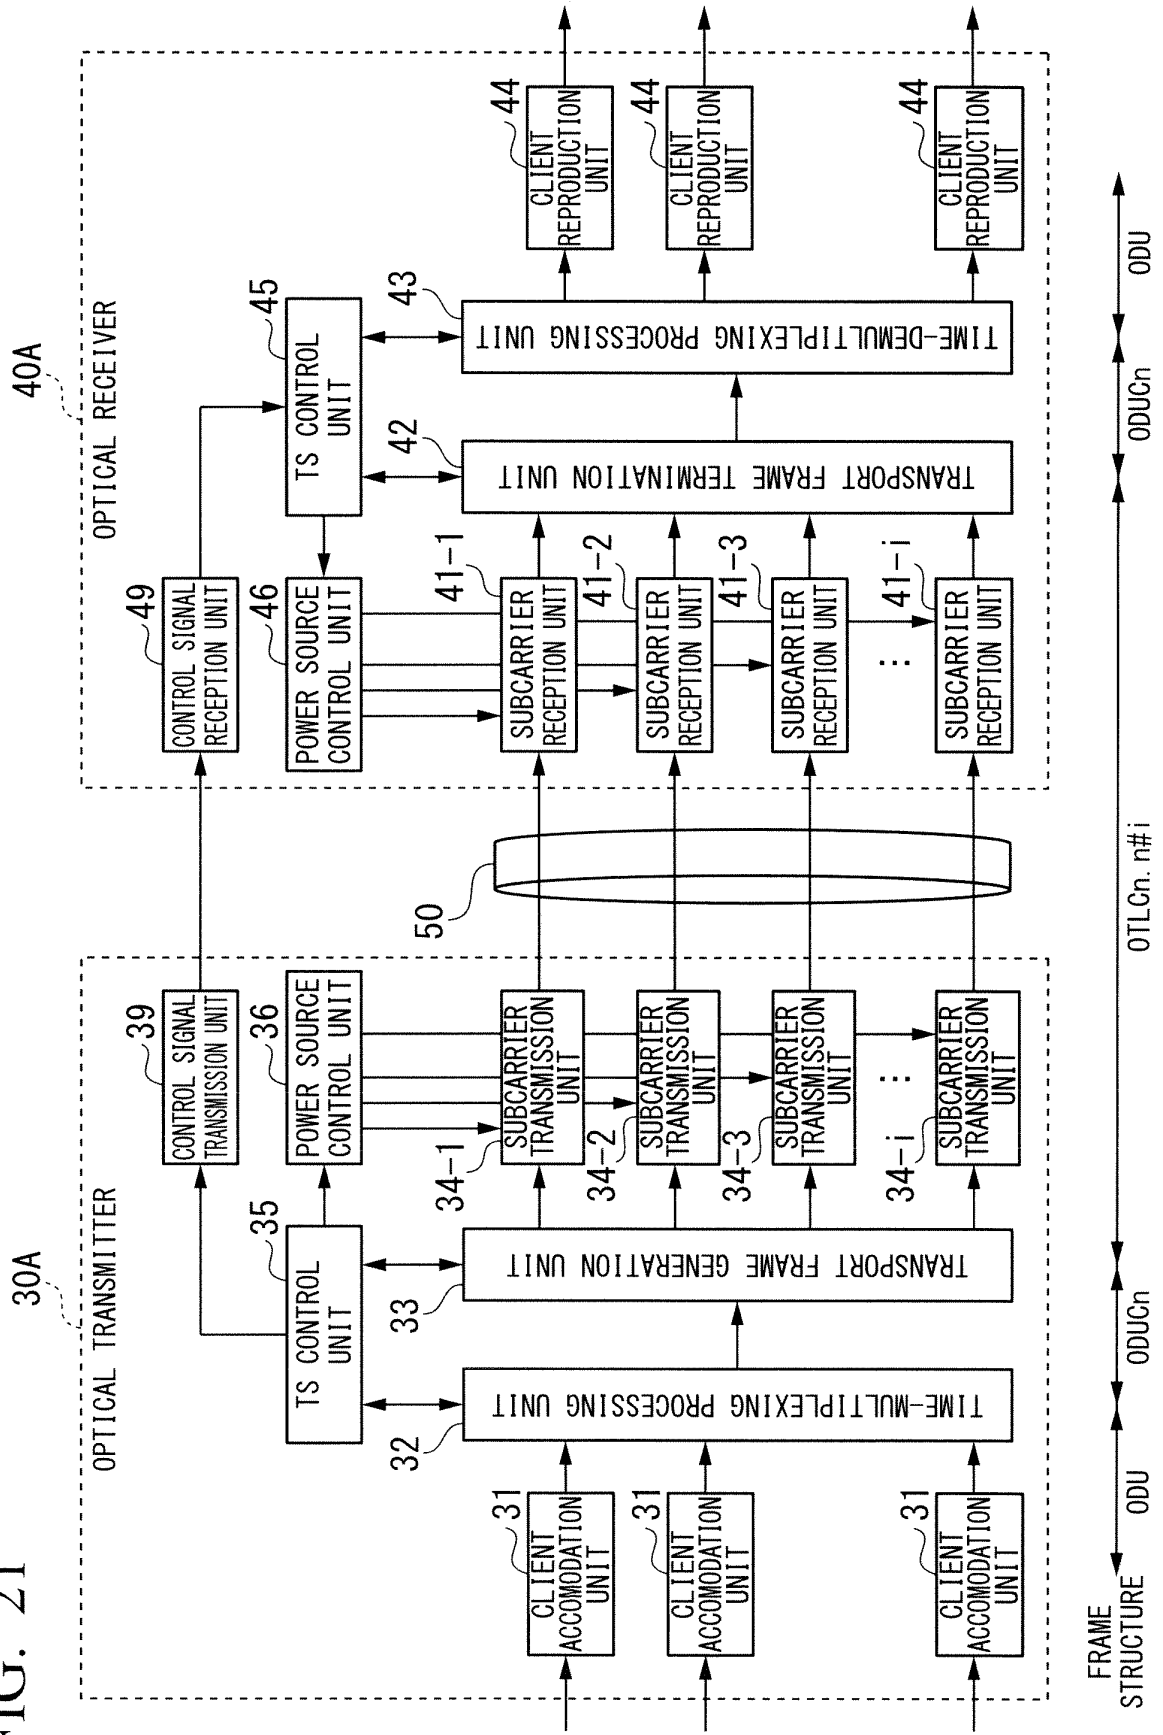 FIG. 21
30A
OPTICAL TRANSMITTER
39
CONTROL SIGNAL
TRANSMISSION UNIT
35
TS CONTROL
UNIT
36
POWER SOURCE
CONTROL UNIT
31
CLIENT
ACCOMODATION
UNIT
31
CLIENT
ACCOMODATION
UNIT
31
CLIENT
ACCOMODATION
UNIT
32
TIME-MULTIPLEXING PROCESSING UNIT
33
TRANSPORT FRAME GENERATION UNIT
34-1
SUBCARRIER
TRANSMISSION
UNIT
34-2
SUBCARRIER
TRANSMISSION
UNIT
34-3
SUBCARRIER
TRANSMISSION
UNIT
...
34-i
SUBCARRIER
TRANSMISSION
UNIT
50
40A
OPTICAL RECEIVER
49
CONTROL SIGNAL
RECEPTION UNIT
46
POWER SOURCE
CONTROL UNIT
45
TS CONTROL
UNIT
41-1
SUBCARRIER
RECEPTION UNIT
41-2
SUBCARRIER
RECEPTION UNIT
41-3
SUBCARRIER
RECEPTION UNIT
...
41-i
SUBCARRIER
RECEPTION UNIT
42
TRANSPORT FRAME TERMINATION UNIT
43
TIME-DEMULTIPLEXING PROCESSING UNIT
44
CLIENT
REPRODUCTION
UNIT
44
CLIENT
REPRODUCTION
UNIT
44
CLIENT
REPRODUCTION
UNIT
FRAME
STRUCTURE
ODU
ODUCn
OTLCn. n#i
ODUCn
ODU